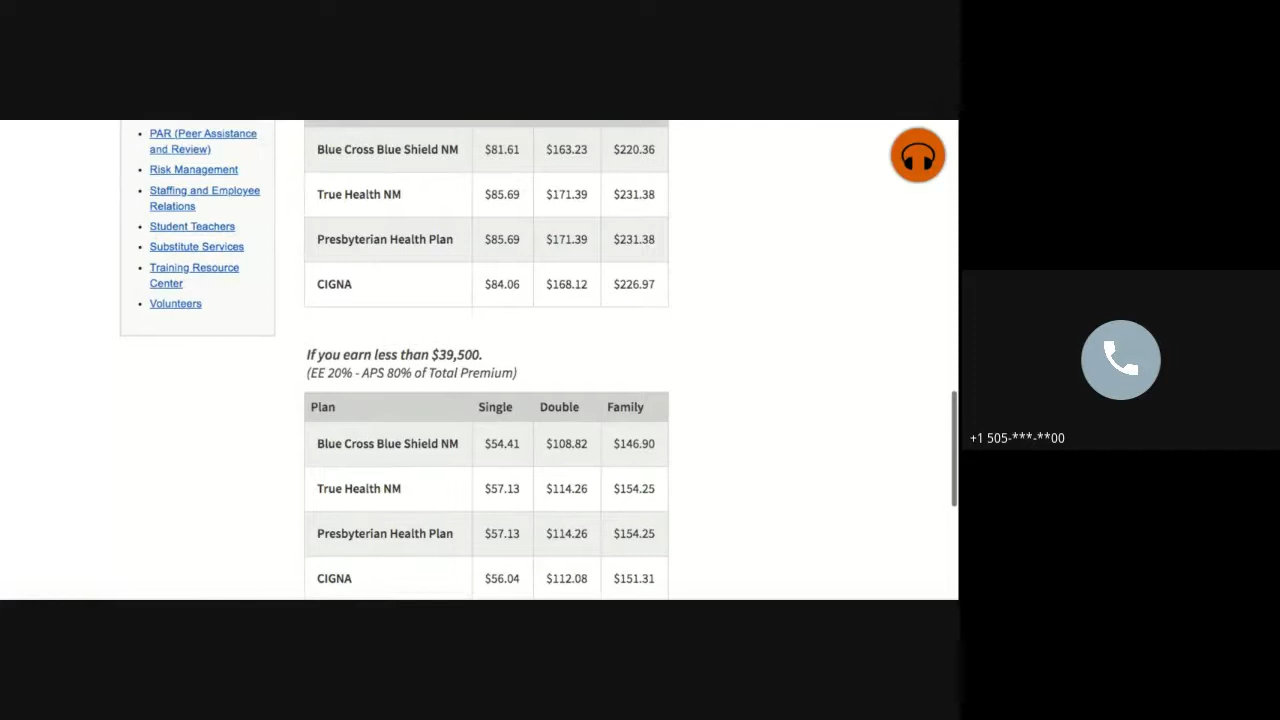 PAR (Peer Assistance
and Review)
Risk Management
Staffing and Employee
Relations
Student Teachers
Substitute Services
Training Resource
Center
Volunteers
Blue Cross Blue Shield NM $81.61 $163.23 $220.36
True Health NM $85.69 $171.39 $231.38
Presbyterian Health Plan $85.69 $171.39 $231.38
CIGNA $84.06 $168.12 $226.97
If you earn less than $39,500.
(EE 20% - APS 80% of Total Premium)
Plan Single Double Family
Blue Cross Blue Shield NM $54.41 $108.82 $146.90
True Health NM $57.13 $114.26 $154.25
Presbyterian Health Plan $57.13 $114.26 $154.25
CIGNA $56.04 $112.08 $151.31
+1 505-***-**00